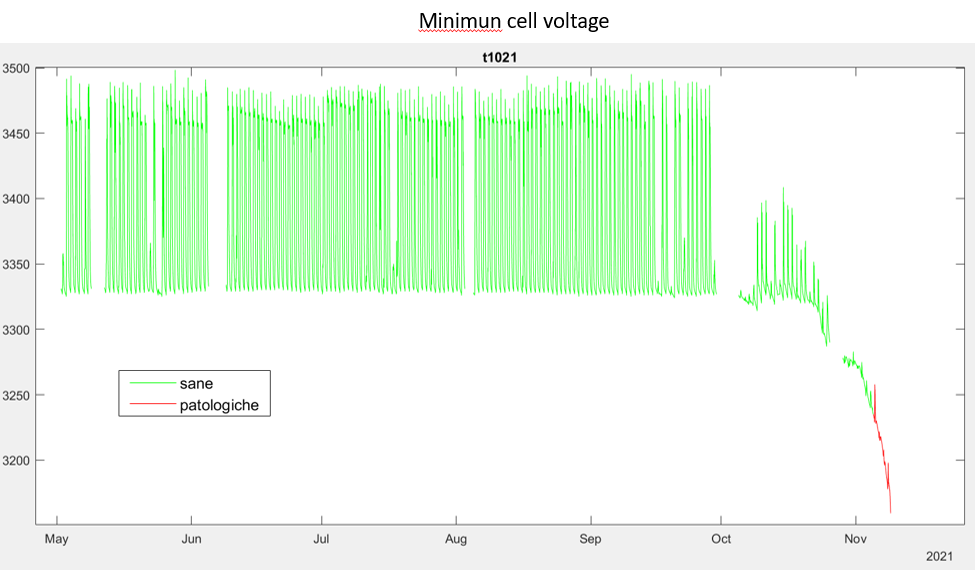 Minimun cell voltage
t1021
3500
3450
3400
3350
3300
3250
3200
sane
patologiche
May Jun Jul Aug Sep Oct Nov
2021